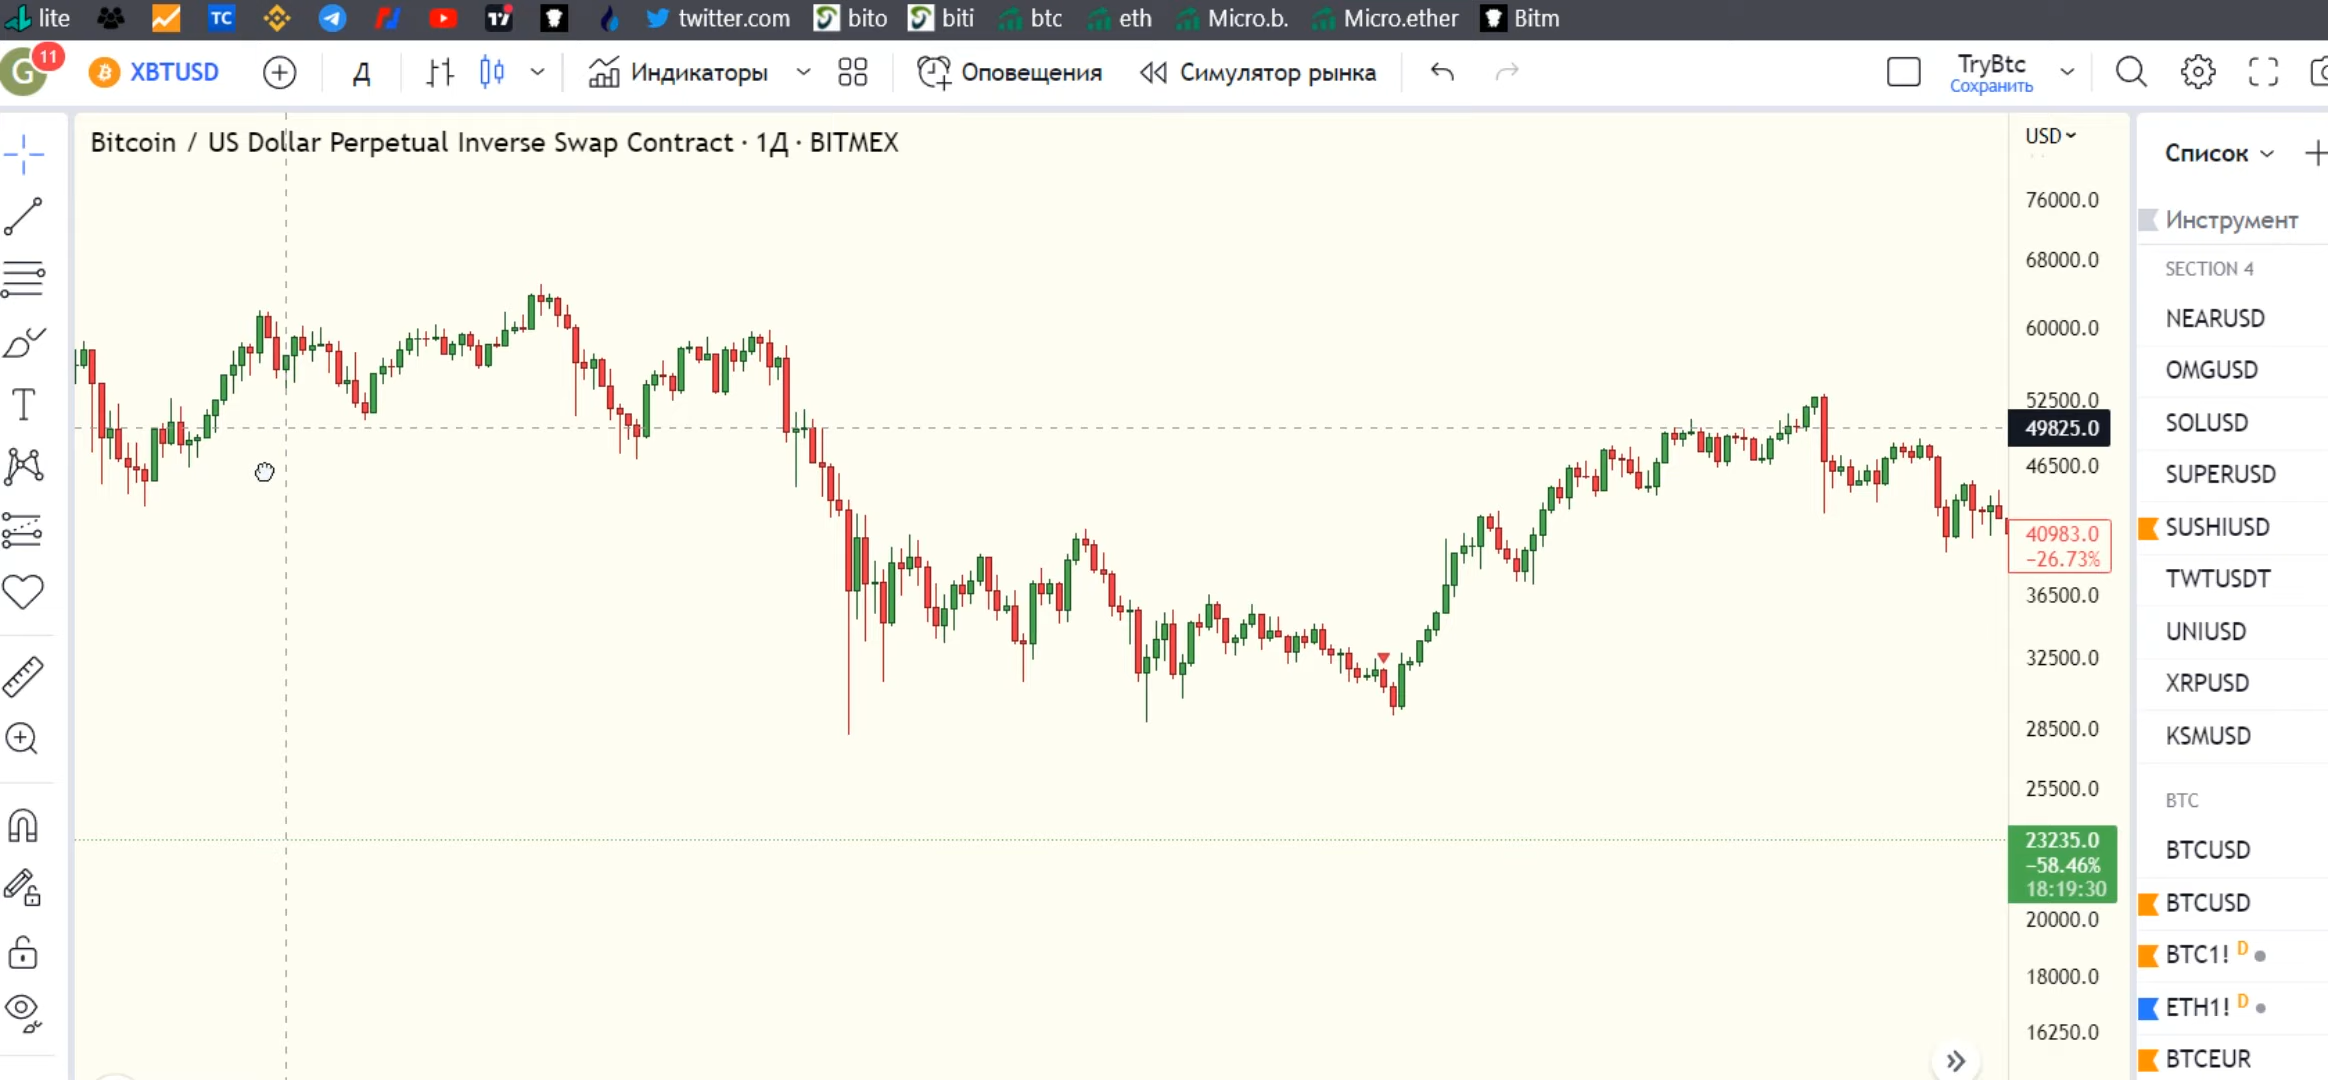 lite TC twitter.com bito biti btc eth Micro.b. Micro.ether Bitm
G 11 XBTUSD Д Индикаторы Оповещения Симулятор рынка TryBtc
Сохранить
Bitcoin / US Dollar Perpetual Inverse Swap Contract · 1Д · BITMEX
USD
76000.0
68000.0
60000.0
52500.0
49825.0
46500.0
40983.0
−26.73%
36500.0
32500.0
28500.0
25500.0
23235.0
−58.46%
18:19:30
20000.0
18000.0
16250.0
Список
Инструмент
SECTION 4
NEARUSD
OMGUSD
SOLUSD
SUPERUSD
SUSHIUSD
TWTUSDT
UNIUSD
XRPUSD
KSMUSD
BTC
BTCUSD
BTCUSD
BTC1! D
ETH1! D
BTCEUR